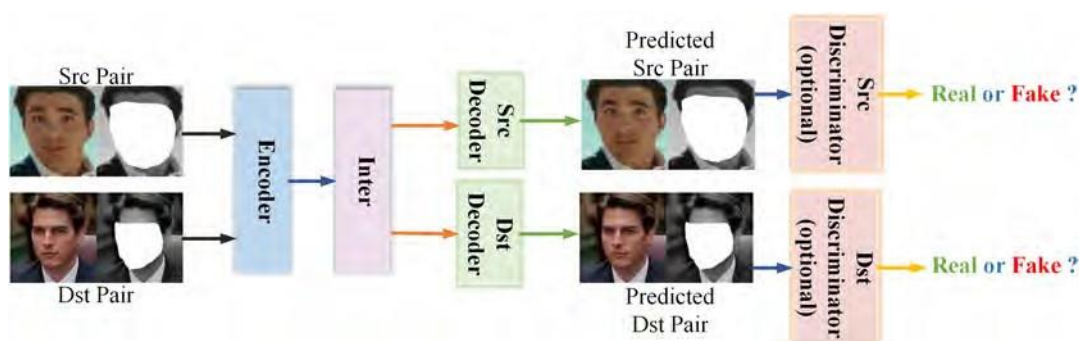 Src Pair
Dst Pair
Encoder
Inter
Src
Decoder
Dst
Decoder
Predicted
Src Pair
Predicted
Dst Pair
Src
Discriminator
(optional)
Dst
Discriminator
(optional)
Real or Fake ?
Real or Fake ?